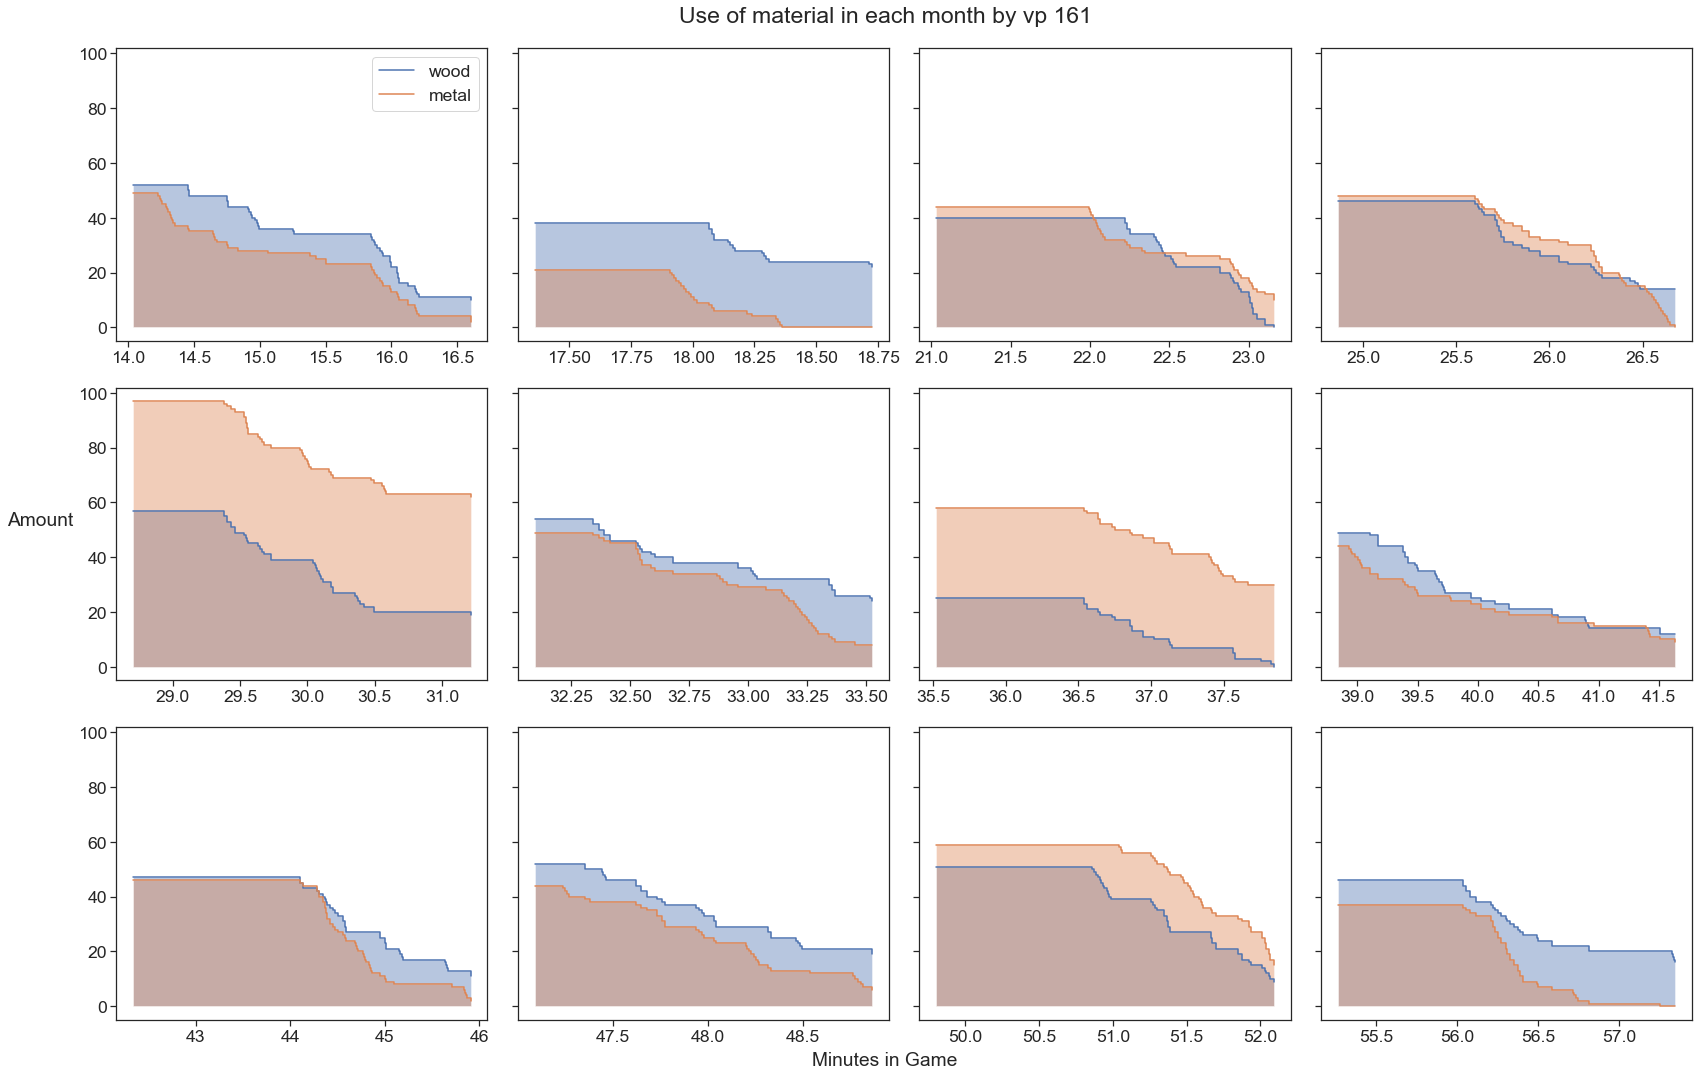 Use of material in each month by vp 161
100
80
60
40
20
0
wood
metal
14.0 14.5 15.0 15.5 16.0 16.5
17.50 17.75 18.00 18.25 18.50 18.75
21.0 21.5 22.0 22.5 23.0
25.0 25.5 26.0 26.5
100
80
60
40
20
0
Amount
29.0 29.5 30.0 30.5 31.0
32.25 32.50 32.75 33.00 33.25 33.50
35.5 36.0 36.5 37.0 37.5
39.0 39.5 40.0 40.5 41.0 41.5
100
80
60
40
20
0
43 44 45 46
47.5 48.0 48.5
50.0 50.5 51.0 51.5 52.0
55.5 56.0 56.5 57.0
Minutes in Game